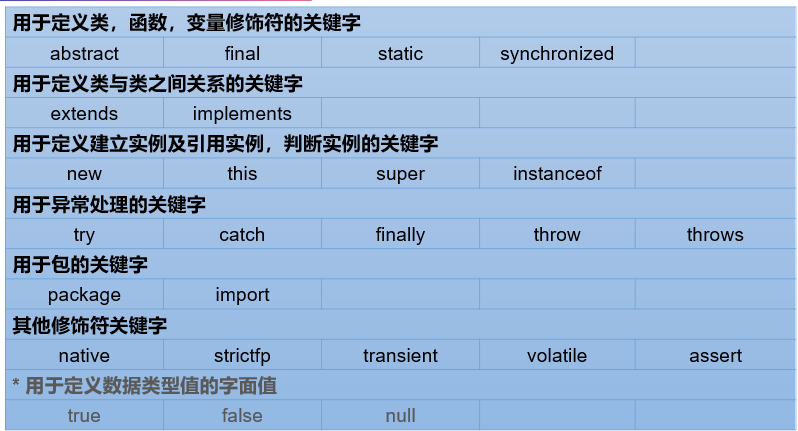 用于定义类，函数，变量修饰符的关键字
abstract final static synchronized
用于定义类与类之间关系的关键字
extends implements
用于定义建立实例及引用实例，判断实例的关键字
new this super instanceof
用于异常处理的关键字
try catch finally throw throws
用于包的关键字
package import
其他修饰符关键字
native strictfp transient volatile assert
* 用于定义数据类型值的字面值
true false null